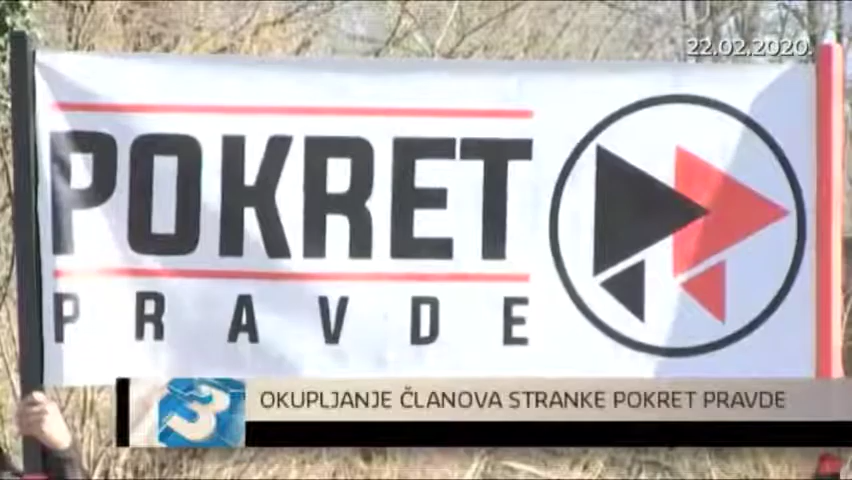 22.02.2020.
POKRET
PRAVDE
3
OKUPLJANJE ČLANOVA STRANKE POKRET PRAVDE